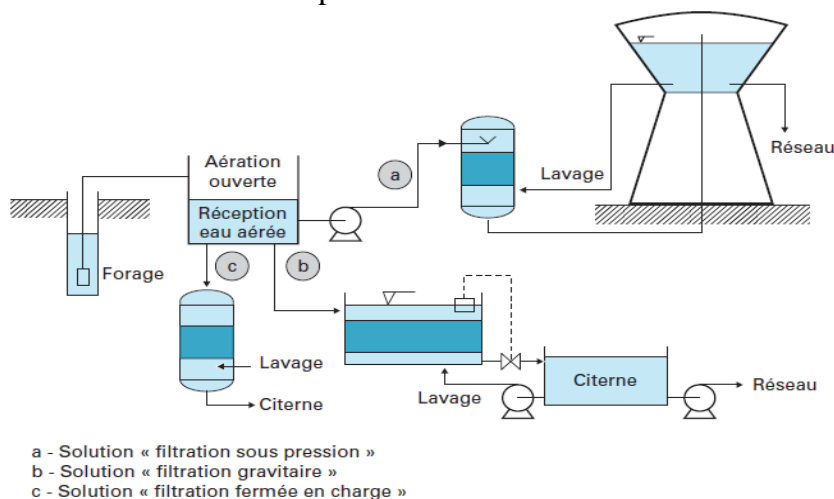 Aération
ouverte
Réception
eau aérée
Forage
a
Lavage
Réseau
c
b
Lavage
Citerne
Lavage
Citerne
Réseau
a - Solution « filtration sous pression »
b - Solution « filtration gravitaire »
c - Solution « filtration fermée en charge »